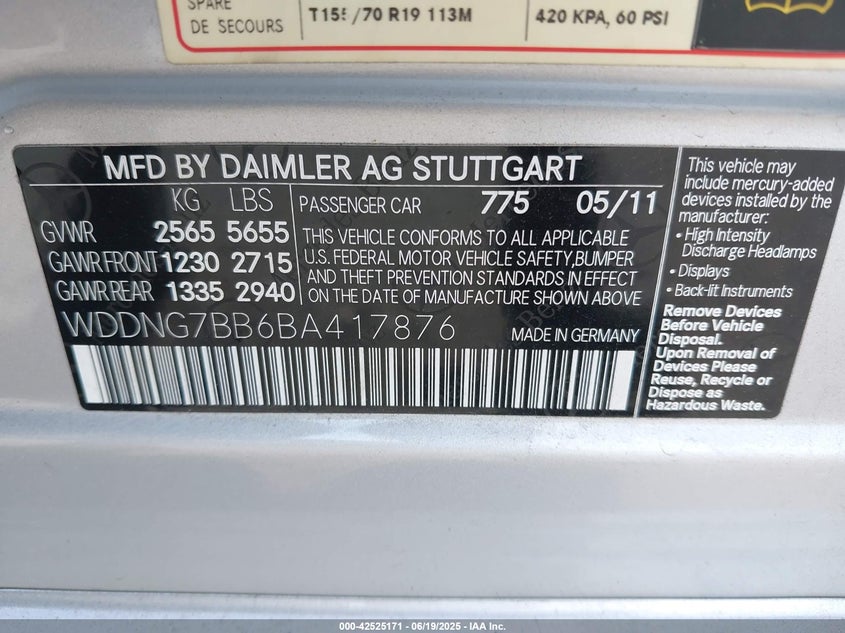 SPARE
DE SECOURS
T155/70 R19 113M
420 KPA, 60 PSI
MFD BY DAIMLER AG STUTTGART
KG LBS
GVWR 2565 5655
GAWR FRONT 1230 2715
GAWR REAR 1335 2940
PASSENGER CAR 775 05/11
THIS VEHICLE CONFORMS TO ALL APPLICABLE
U.S. FEDERAL MOTOR VEHICLE SAFETY,BUMPER
AND THEFT PREVENTION STANDARDS IN EFFECT
ON THE DATE OF MANUFACTURE SHOWN ABOVE
WDDNG7BB6BA417876
MADE IN GERMANY
This vehicle may
include mercury-added
devices installed by the
manufacturer:
• High Intensity
Discharge Headlamps
• Displays
• Back-lit Instruments
Remove Devices
Before Vehicle
Disposal.
Upon Removal of
Devices Please
Reuse, Recycle or
Dispose as
Hazardous Waste.
000-42525171 - 06/19/2025 - IAA Inc.